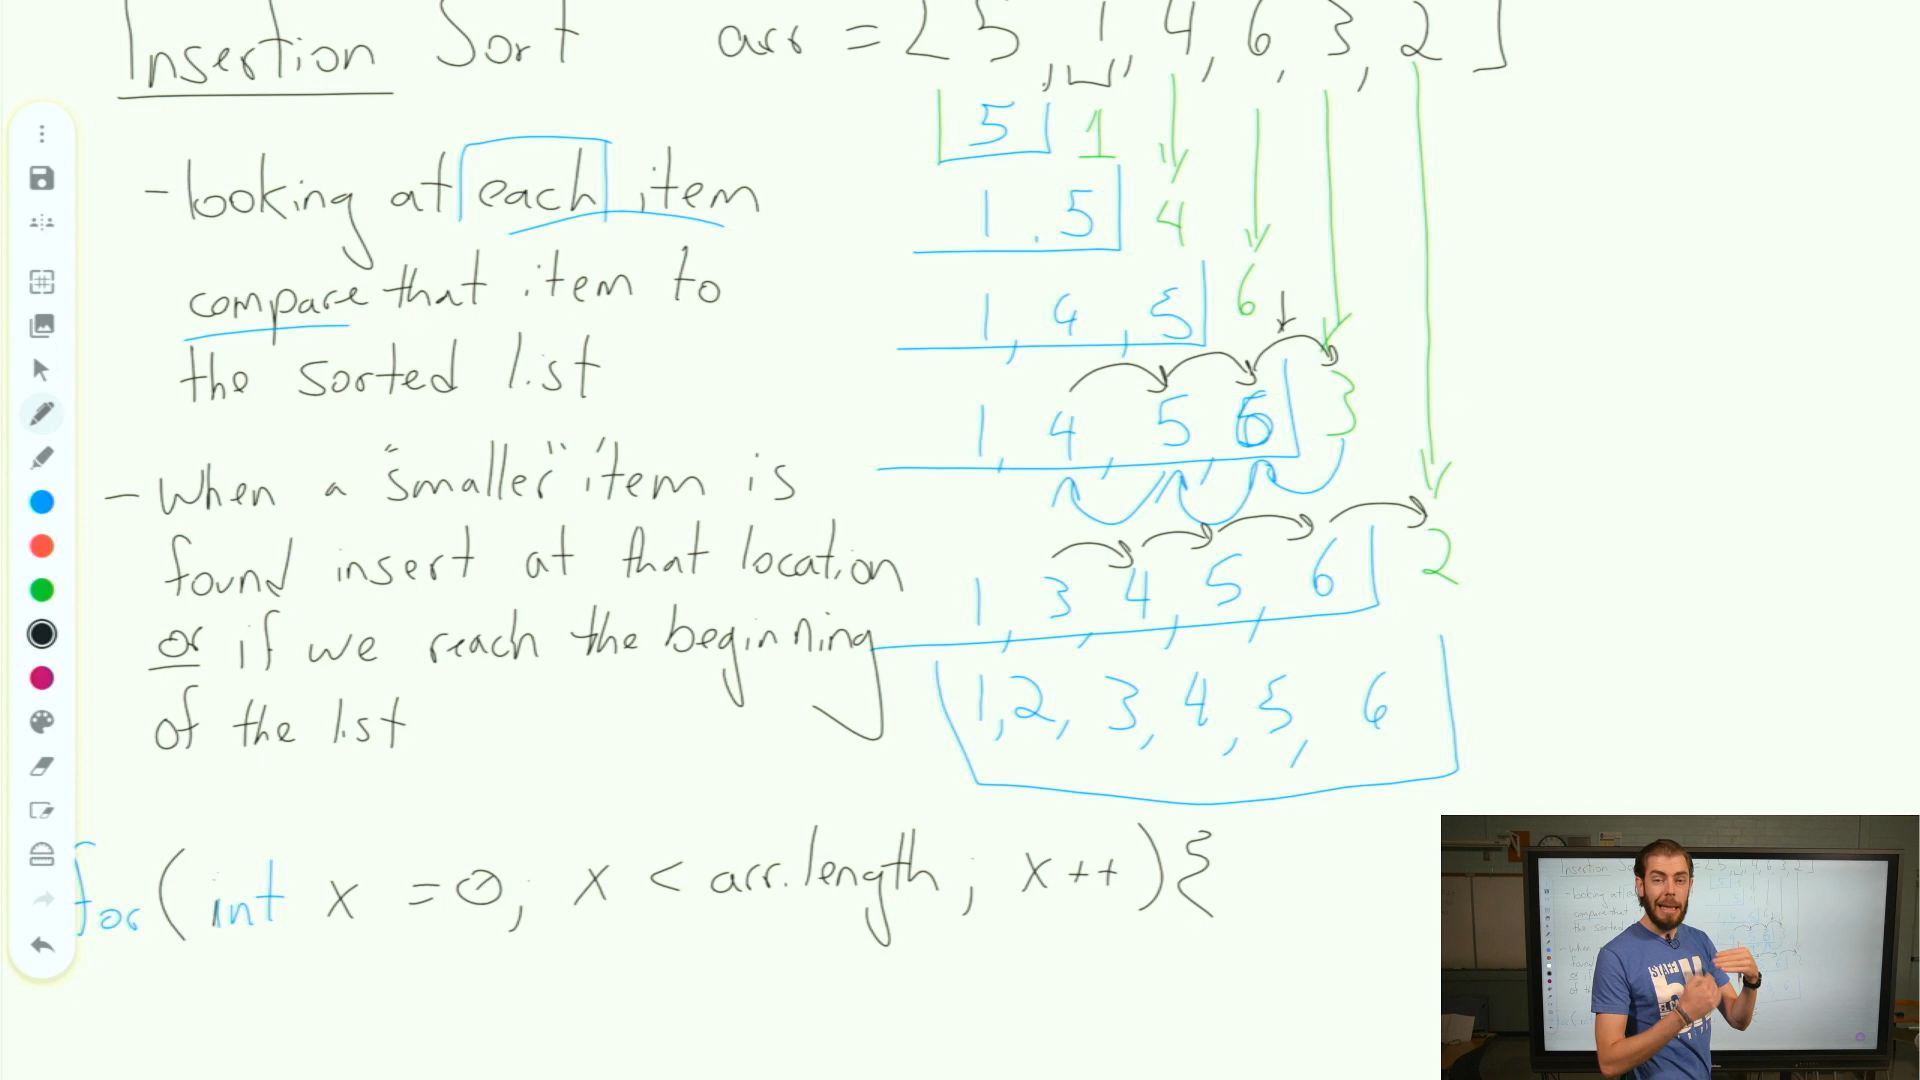 Insertion Sort arr = [ 5, 1, 4, 6, 3, 2 ]
- looking at each item
compare that item to
the sorted list
- When a "smaller" item is
found insert at that location
or if we reach the beginning
of the list
5 1
1 . 5 4
1, 4, 5 6
1, 4, 5, 6 3
1, 3, 4, 5, 6 2
1, 2, 3, 4, 5, 6
for ( int x = 0; x < arr.length; x++ ) {
STAFF